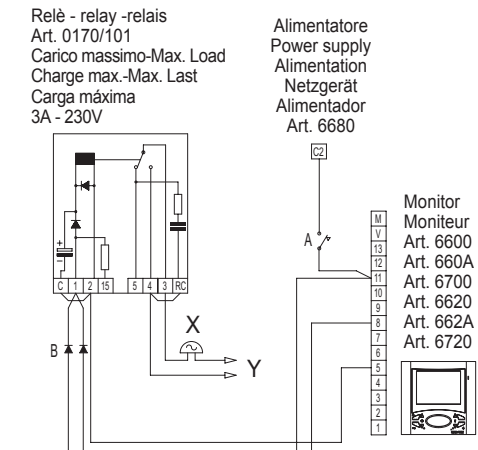 Relè - relay -relais
Art. 0170/101
Carico massimo-Max. Load
Charge max.-Max. Last
Carga máxima
3A - 230V
Alimentatore
Power supply
Alimentation
Netzgerät
Alimentador
Art. 6680
C2
A
Monitor
Moniteur
Art. 6600
Art. 660A
Art. 6700
Art. 6620
Art. 662A
Art. 6720
M
V
13
12
11
10
9
8
7
6
5
4
3
2
1
+
−
C 1 2 15 5 4 3 RC
B
X
Y